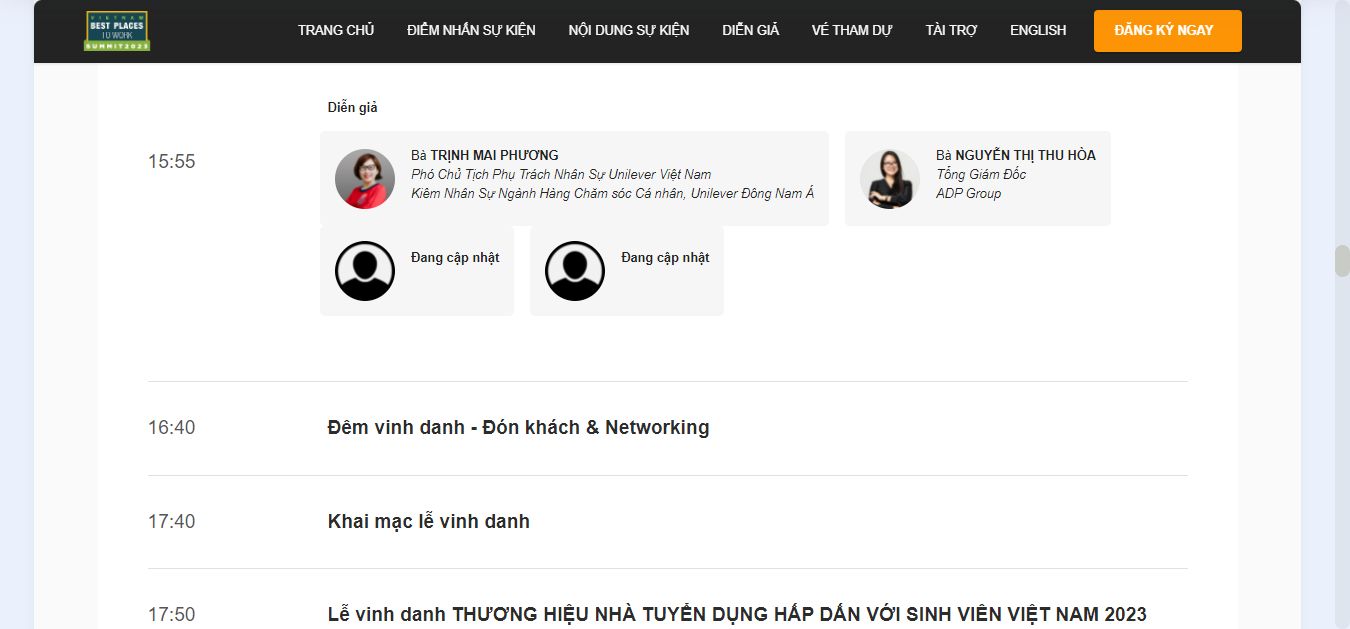 VIETNAM
BEST PLACES
TO WORK
SUMMIT2023
TRANG CHỦ
ĐIỂM NHẤN SỰ KIỆN
NỘI DUNG SỰ KIỆN
DIỄN GIẢ
VÉ THAM DỰ
TÀI TRỢ
ENGLISH
ĐĂNG KÝ NGAY
Diễn giả
15:55
Bà TRỊNH MAI PHƯƠNG
Phó Chủ Tịch Phụ Trách Nhân Sự Unilever Việt Nam
Kiêm Nhân Sự Ngành Hàng Chăm sóc Cá nhân, Unilever Đông Nam Á
Bà NGUYỄN THỊ THU HÒA
Tổng Giám Đốc
ADP Group
Đang cập nhật
Đang cập nhật
16:40
Đêm vinh danh - Đón khách & Networking
17:40
Khai mạc lễ vinh danh
17:50
Lễ vinh danh THƯƠNG HIỆU NHÀ TUYỂN DỤNG HẤP DẪN VỚI SINH VIÊN VIỆT NAM 2023